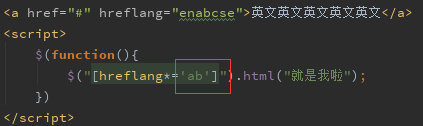 <a href="#" hreflang="enabcse">英文英文英文英文英文</a>
<script>
$(function(){
$("[hreflang*='ab']").html("就是我啦");
})
</script>